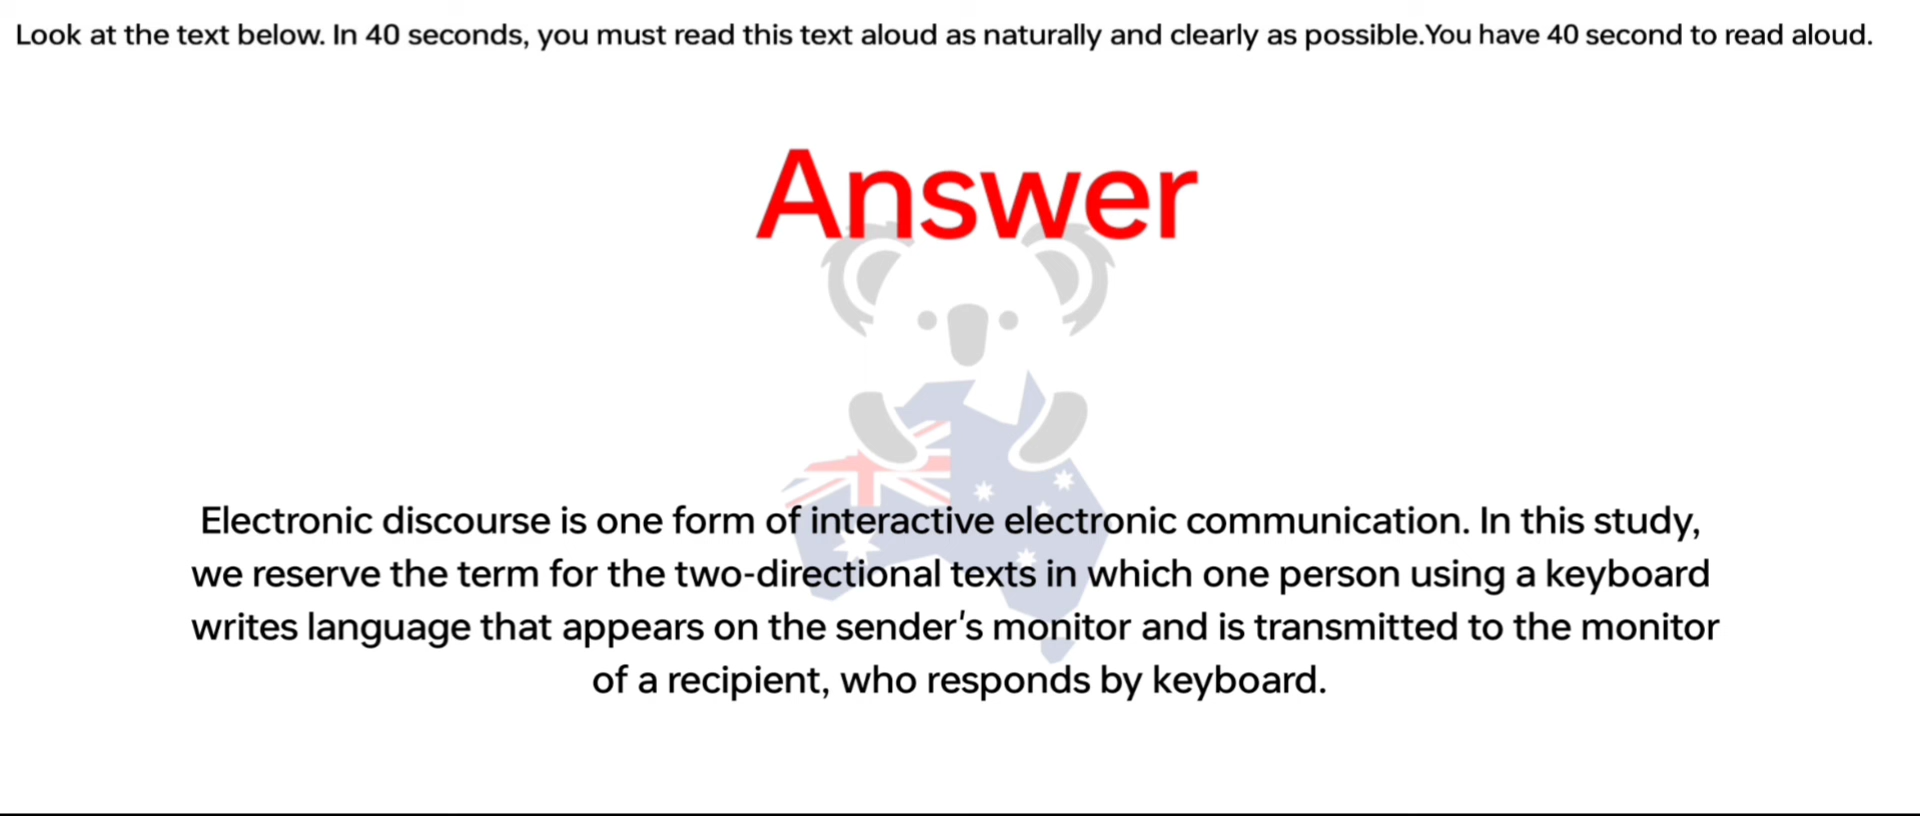 Look at the text below. In 40 seconds, you must read this text aloud as naturally and clearly as possible.You have 40 second to read aloud.
Answer
Electronic discourse is one form of interactive electronic communication. In this study,
we reserve the term for the two-directional texts in which one person using a keyboard
writes language that appears on the sender's monitor and is transmitted to the monitor
of a recipient, who responds by keyboard.